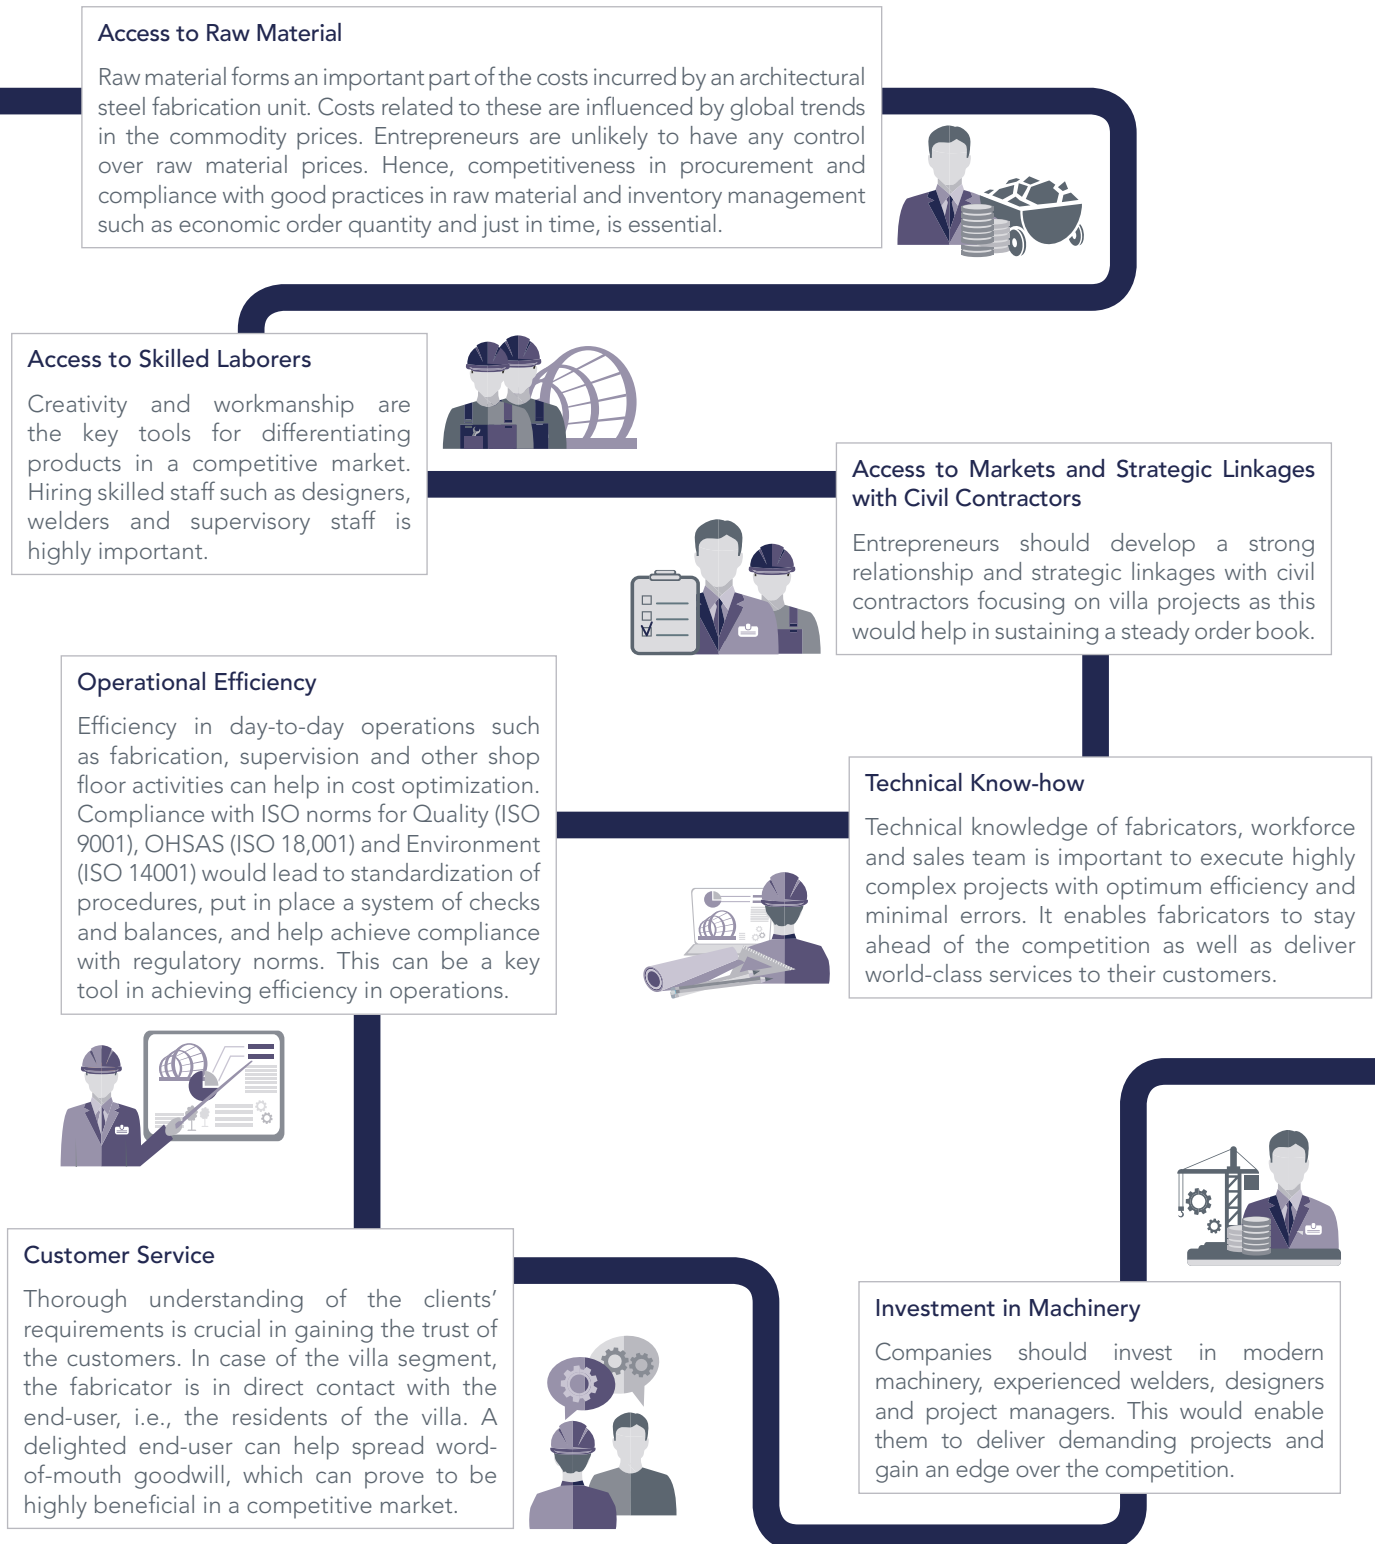 Access to Raw Material
Raw material forms an important part of the costs incurred by an architectural
steel fabrication unit. Costs related to these are influenced by global trends
in the commodity prices. Entrepreneurs are unlikely to have any control
over raw material prices. Hence, competitiveness in procurement and
compliance with good practices in raw material and inventory management
such as economic order quantity and just in time, is essential.
Access to Skilled Laborers
Creativity and workmanship are
the key tools for differentiating
products in a competitive market.
Hiring skilled staff such as designers,
welders and supervisory staff is
highly important.
Access to Markets and Strategic Linkages
with Civil Contractors
Entrepreneurs should develop a strong
relationship and strategic linkages with civil
contractors focusing on villa projects as this
would help in sustaining a steady order book.
Technical Know-how
Technical knowledge of fabricators, workforce
and sales team is important to execute highly
complex projects with optimum efficiency and
minimal errors. It enables fabricators to stay
ahead of the competition as well as deliver
world-class services to their customers.
Operational Efficiency
Efficiency in day-to-day operations such
as fabrication, supervision and other shop
floor activities can help in cost optimization.
Compliance with ISO norms for Quality (ISO
9001), OHSAS (ISO 18,001) and Environment
(ISO 14001) would lead to standardization of
procedures, put in place a system of checks
and balances, and help achieve compliance
with regulatory norms. This can be a key
tool in achieving efficiency in operations.
Customer Service
Thorough understanding of the clients’
requirements is crucial in gaining the trust of
the customers. In case of the villa segment,
the fabricator is in direct contact with the
end-user, i.e., the residents of the villa. A
delighted end-user can help spread word-
of-mouth goodwill, which can prove to be
highly beneficial in a competitive market.
Investment in Machinery
Companies should invest in modern
machinery, experienced welders, designers
and project managers. This would enable
them to deliver demanding projects and
gain an edge over the competition.